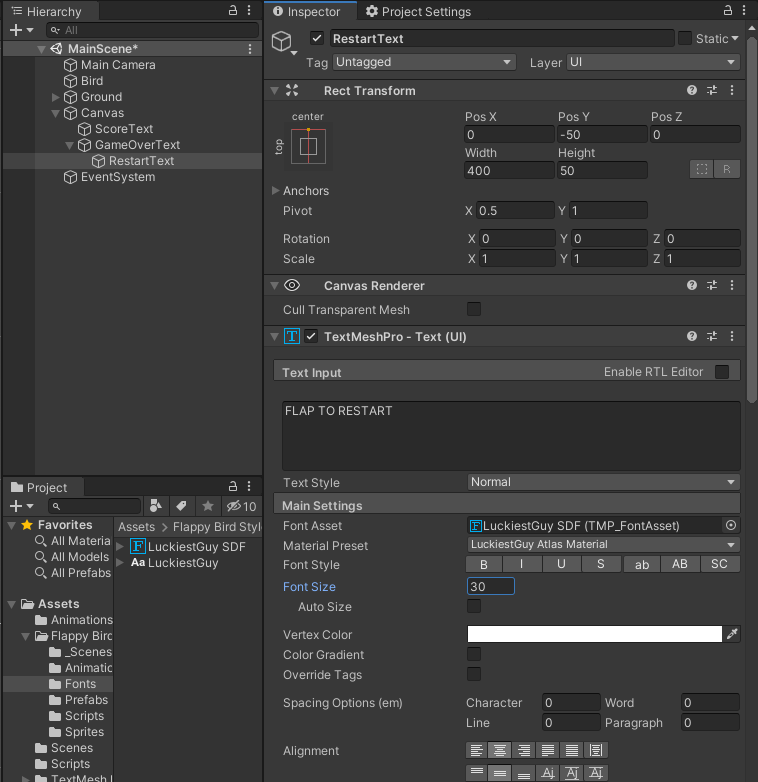 Hierarchy
All
MainScene*
Main Camera
Bird
Ground
Canvas
ScoreText
GameOverText
RestartText
EventSystem
Project
10
Favorites
All Materia
All Models
All Prefabs
Assets
Animations
Flappy Bird
_Scenes
Animatio
Fonts
Prefabs
Scripts
Sprites
Scenes
Scripts
TextMesh
Assets > Flappy Bird Styl
LuckiestGuy SDF
Aa LuckiestGuy
Inspector Project Settings
RestartText Static
Tag Untagged Layer UI
Rect Transform
center
top
Pos X Pos Y Pos Z
0 -50 0
Width Height
400 50 R
Anchors
Pivot X 0.5 Y 1
Rotation X 0 Y 0 Z 0
Scale X 1 Y 1 Z 1
Canvas Renderer
Cull Transparent Mesh
T TextMeshPro - Text (UI)
Text Input Enable RTL Editor
FLAP TO RESTART
Text Style Normal
Main Settings
Font Asset F LuckiestGuy SDF (TMP_FontAsset)
Material Preset LuckiestGuy Atlas Material
Font Style B I U S ab AB SC
Font Size 30
Auto Size
Vertex Color
Color Gradient
Override Tags
Spacing Options (em) Character 0 Word 0
Line 0 Paragraph 0
Alignment